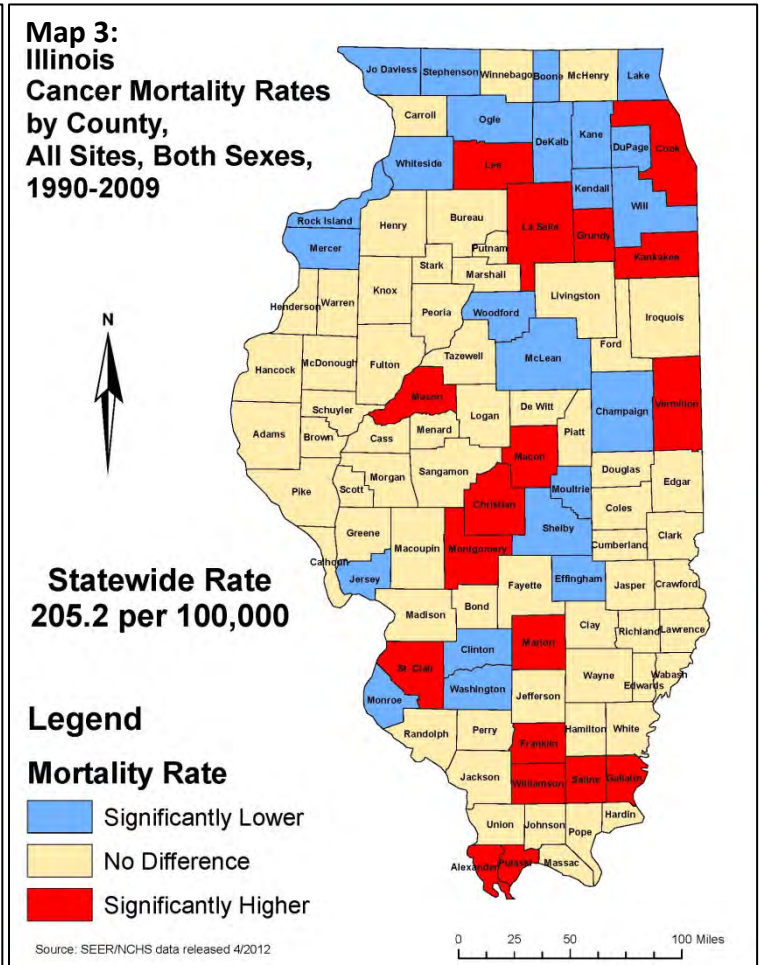 Map 3:
Illinois
Cancer Mortality Rates
by County,
All Sites, Both Sexes,
1990-2009
Jo Daviess
Stephenson
Winnebago
Boone
McHenry
Lake
Carroll
Ogle
DeKalb
Kane
DuPage
Cook
Whiteside
Lee
Kendall
Will
Rock Island
Mercer
Henry
Bureau
Putnam
La Salle
Grundy
Kankakee
Stark
Marshall
Knox
Henderson
Warren
Peoria
Woodford
Livingston
Iroquois
Ford
Hancock
McDonough
Fulton
Tazewell
McLean
Mason
Logan
De Witt
Piatt
Champaign
Vermilion
Schuyler
Adams
Brown
Cass
Menard
Macon
Pike
Scott
Morgan
Sangamon
Christian
Moultrie
Douglas
Edgar
Coles
Shelby
Greene
Macoupin
Montgomery
Cumberland
Clark
Calhoun
Jersey
Fayette
Effingham
Jasper
Crawford
Madison
Bond
Clay
Richland
Lawrence
St. Clair
Clinton
Marion
Wayne
Edwards
Wabash
Monroe
Washington
Jefferson
Randolph
Perry
Hamilton
White
Franklin
Jackson
Williamson
Saline
Gallatin
Union
Johnson
Pope
Hardin
Alexander
Pulaski
Massac
N
Statewide Rate
205.2 per 100,000
Legend
Mortality Rate
Significantly Lower
No Difference
Significantly Higher
Source: SEER/NCHS data released 4/2012
0 25 50 100 Miles